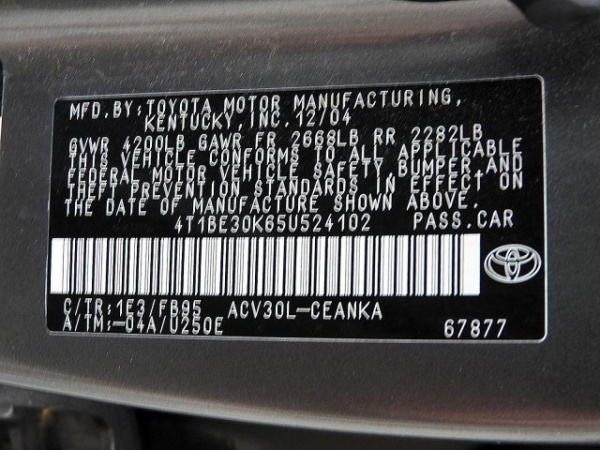 MFD. BY: TOYOTA MOTOR MANUFACTURING,
KENTUCKY, INC. 12/04
GVWR 4200LB GAWR FR 2668LB RR 2282LB
THIS VEHICLE CONFORMS TO ALL APPLICABLE
FEDERAL MOTOR VEHICLE SAFETY, BUMPER, AND
THEFT PREVENTION STANDARDS IN EFFECT ON
THE DATE OF MANUFACTURE SHOWN ABOVE.
4T1BE30K65U524102 PASS.CAR
C/TR:1E3/FB95 ACV30L-CEANKA
A/TM:-04A/U250E 67877